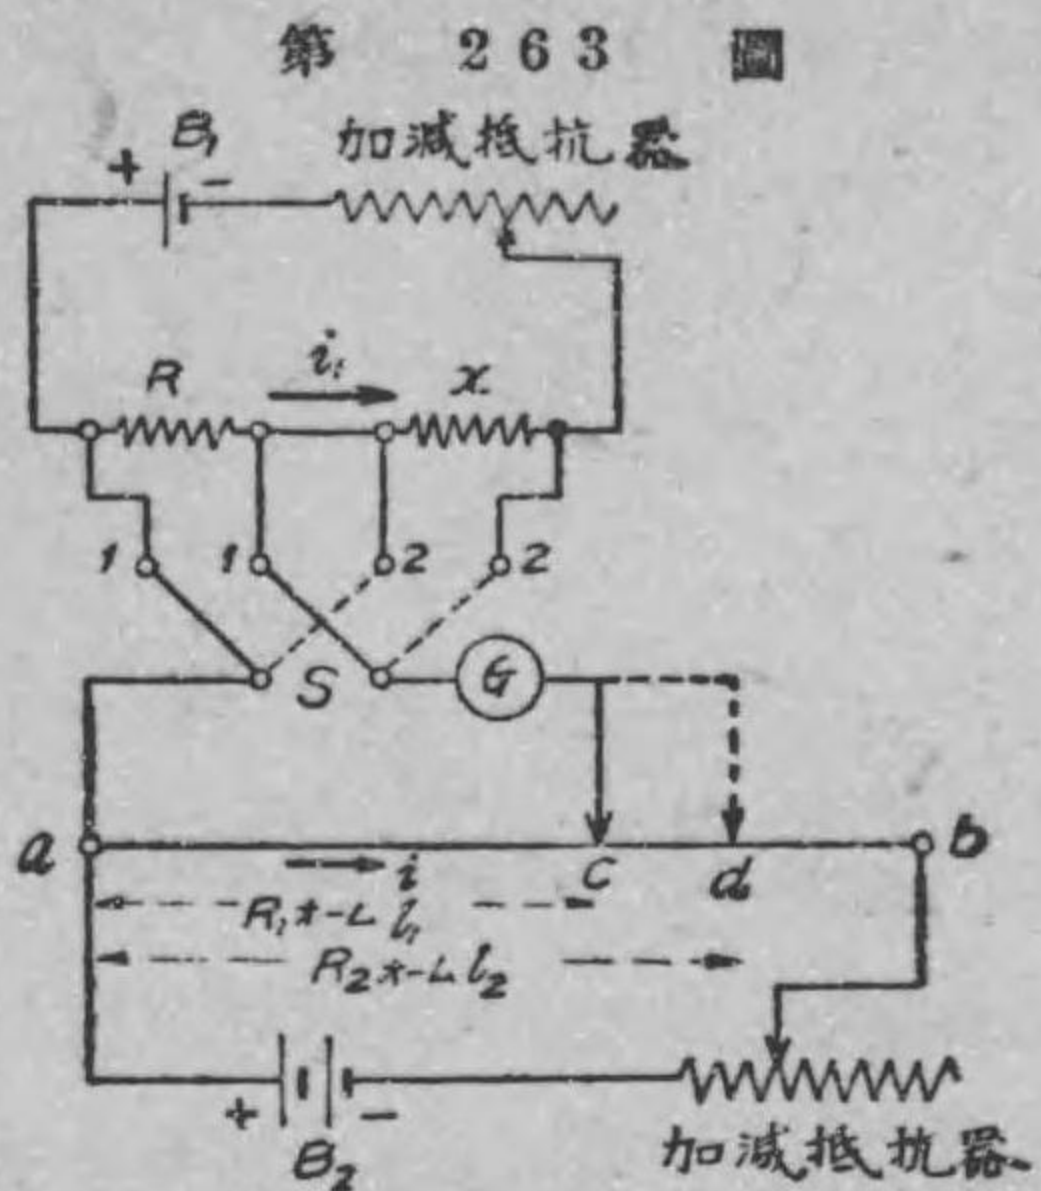 第 263 圖
加減抵抗器
B₁
+ -
R i₁ x
1 1 2 2
S G
a i c d b
R₁オーム l₁
R₂オーム l₂
+ -
B₂
加減抵抗器